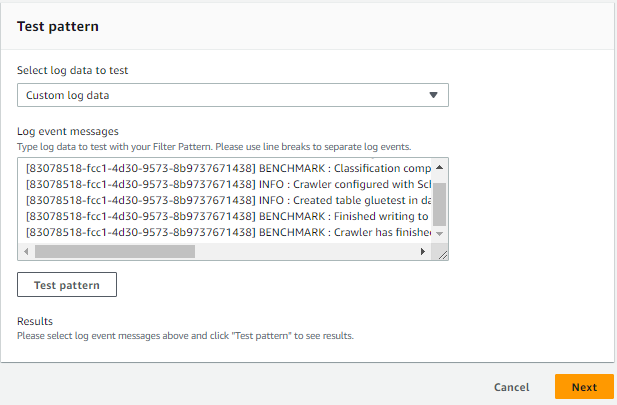 Test pattern
Select log data to test
Custom log data
Log event messages
Type log data to test with your Filter Pattern. Please use line breaks to separate log events.
[83078518-fcc1-4d30-9573-8b9737671438] BENCHMARK : Classification comp
[83078518-fcc1-4d30-9573-8b9737671438] INFO : Crawler configured with Sch
[83078518-fcc1-4d30-9573-8b9737671438] INFO : Created table gluetest in da
[83078518-fcc1-4d30-9573-8b9737671438] BENCHMARK : Finished writing to
[83078518-fcc1-4d30-9573-8b9737671438] BENCHMARK : Crawler has finished
Test pattern
Results
Please select log event messages above and click "Test pattern" to see results.
Cancel
Next